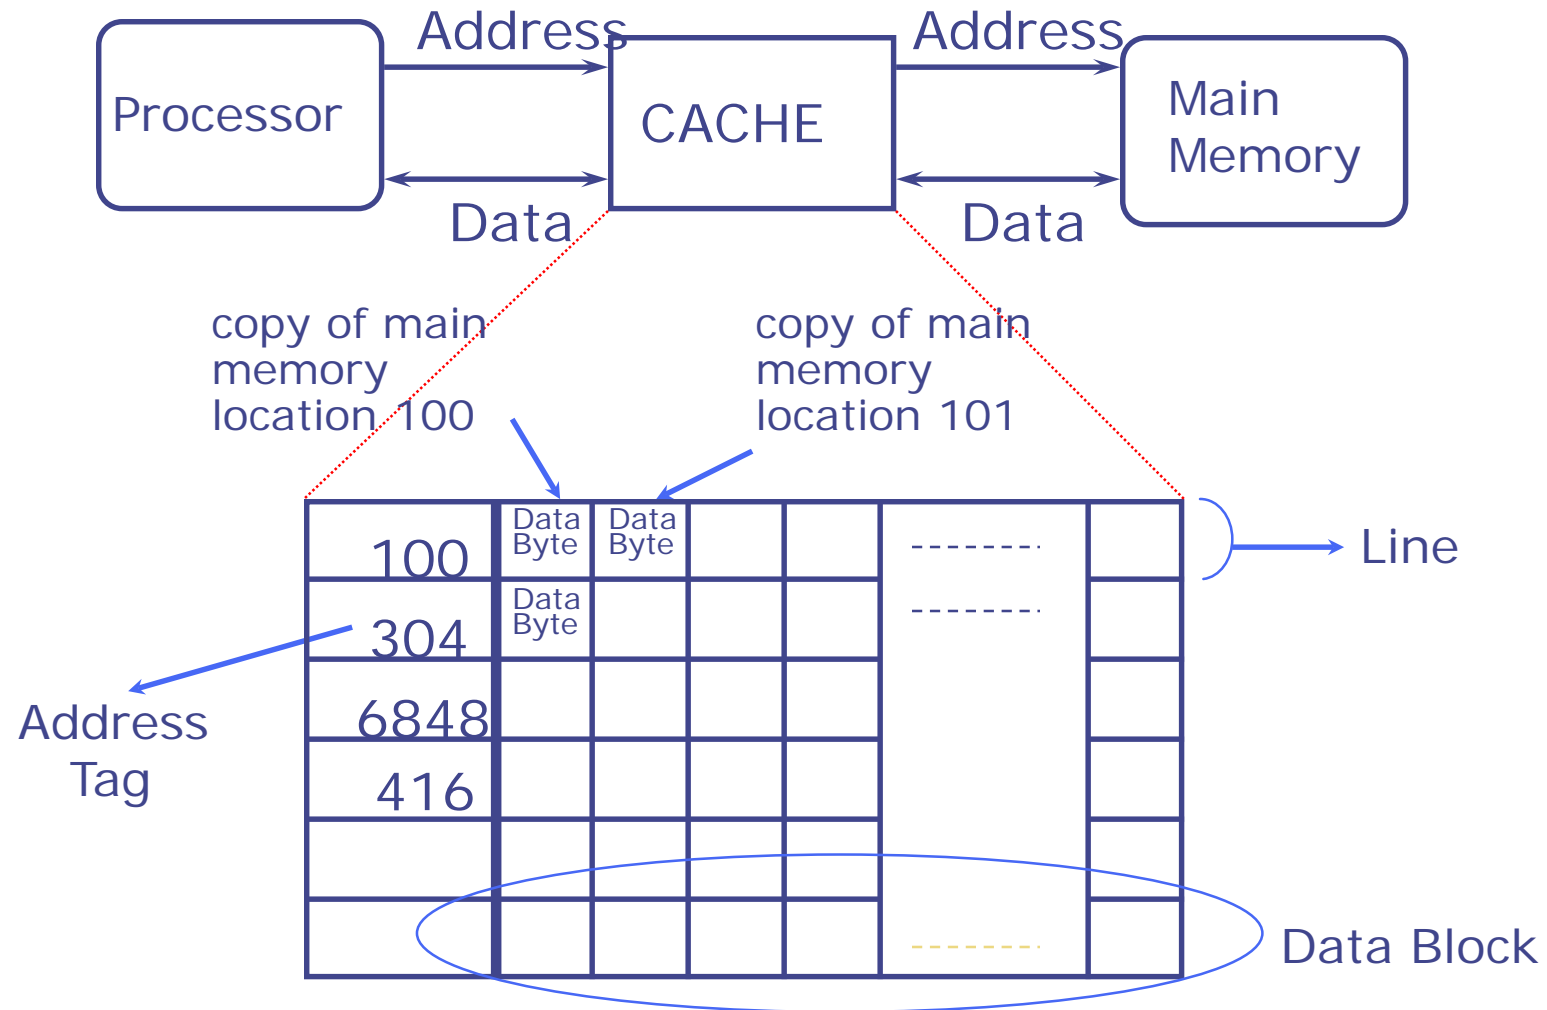 Address
Address
Processor
CACHE
Main
Memory
Data
Data
copy of main
memory
location 100
copy of main
memory
location 101
100
Data
Byte
Data
Byte
Line
304
Data
Byte
6848
Address
Tag
416
Data Block